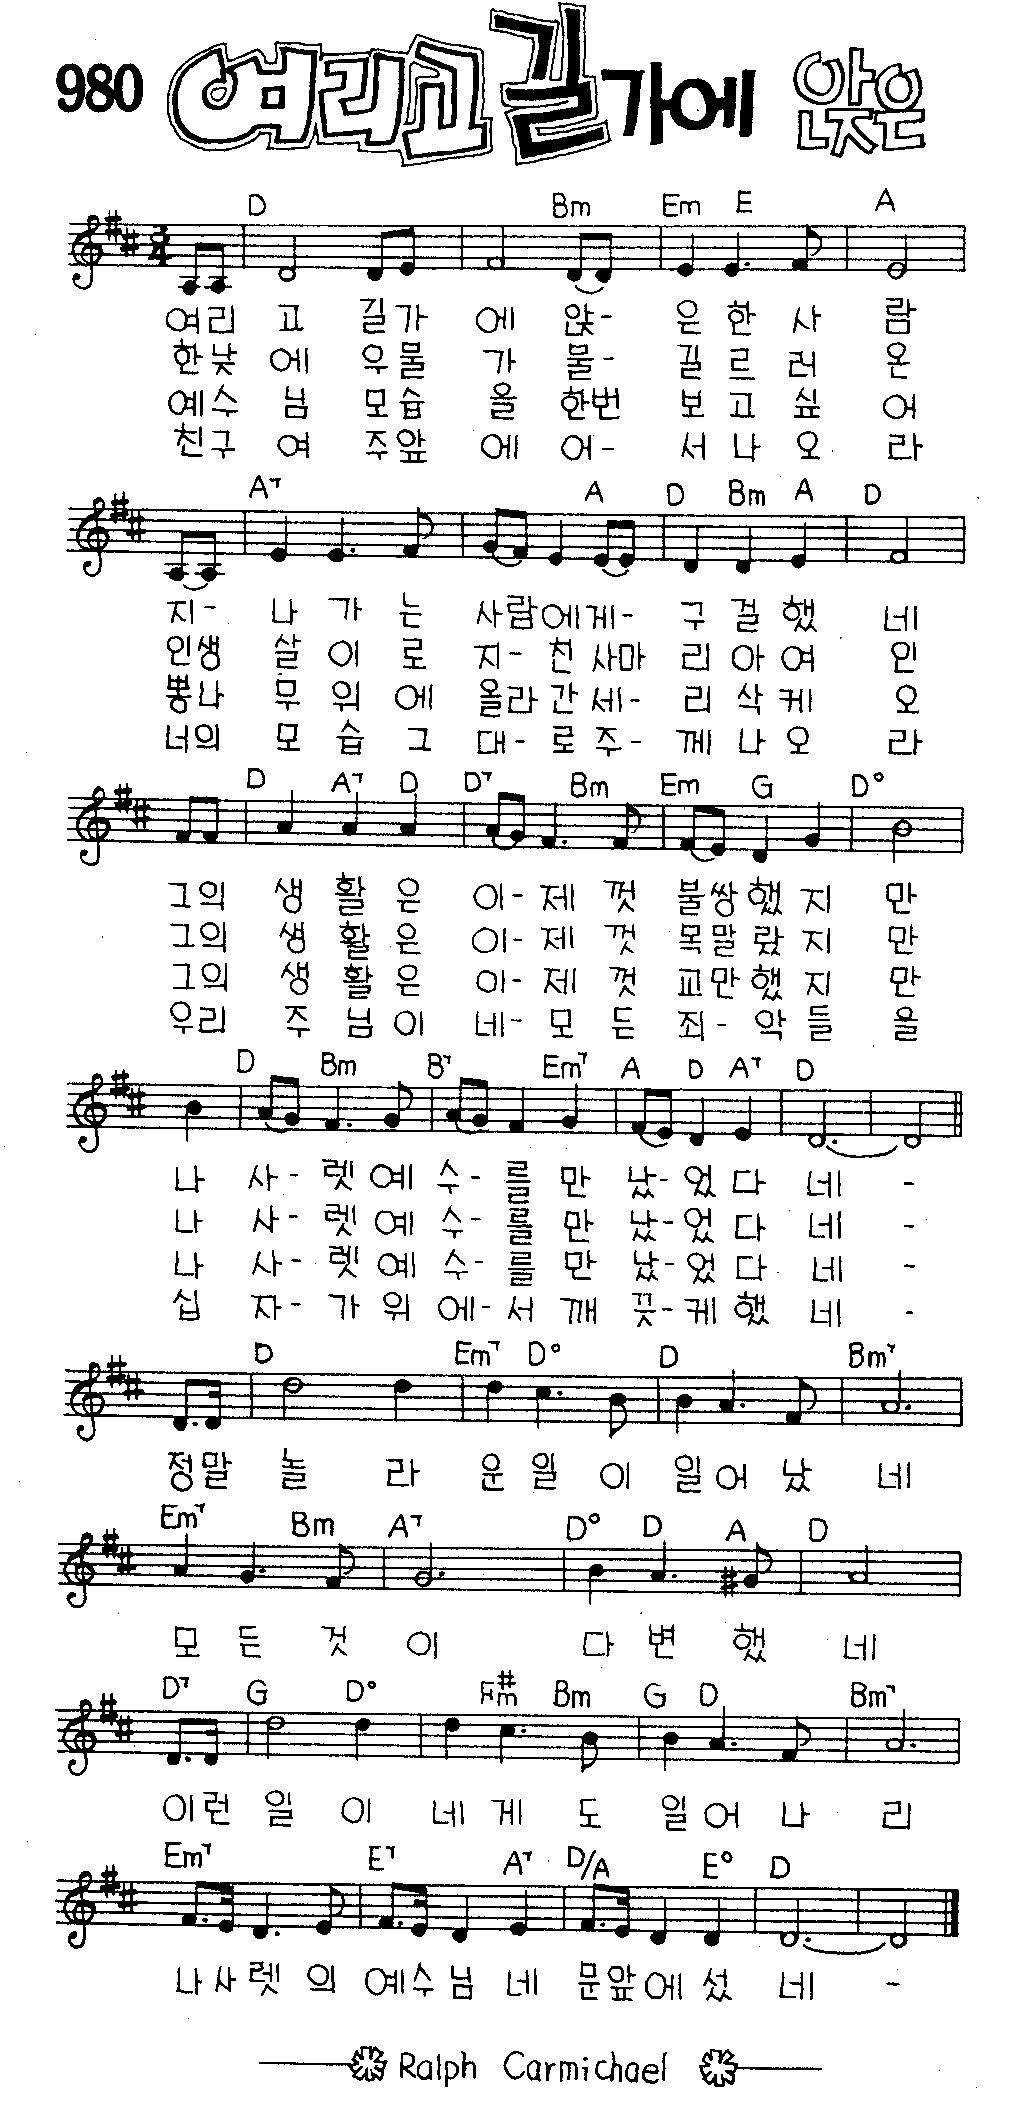 980 여리고 길가에 앉은
D Bm Em E A
3/4
여리 고 길가 에 앉- 은 한 사 람
한낮 에 우물 가 물- 길 르 러 온
예수 님 모습 을 한번 보 고 싶 어
친구 여 주앞 에 어- 서 나 오 라
A7 A D Bm A D
지- 나 가 는 사람에게- 구 걸 했 네
인생 살 이 로 지-친 사마 리 아 여 인
뽕나 무 위 에 올라간 세- 리 삭 케 오
너의 모 습 그 대-로 주- 께 나 오 라
D A7 D D7 Bm Em G D°
그의 생 활 은 이-제 껏 불쌍했 지 만
그의 생 활 은 이-제 껏 목말랐 지 만
그의 생 활 은 이-제 껏 교만했 지 만
우리 주 님 이 네-모 든 죄-악 들 을
D Bm B7 Em7 A D A7 D
나 사-렛 예 수-를 만 났-었 다 네 -
나 사-렛 예 수-를 만 났-었 다 네 -
나 사-렛 예 수-를 만 났-었 다 네 -
십 자-가 위 에-서 깨 끗-케 했 네 -
D Em7 D° D Bm7
정말 놀 라 운 일 이 일 어 났 네
Em7 Bm A7 D° D A D
모 든 것 이 다 변 했 네
D7 G D° F#m Bm G D Bm7
이런 일 이 네 게 도 일 어 나 리
Em7 E7 A7 D/A E° D
나사렛 의 예수님 네 문앞에 섰 네 -
Ralph Carmichael